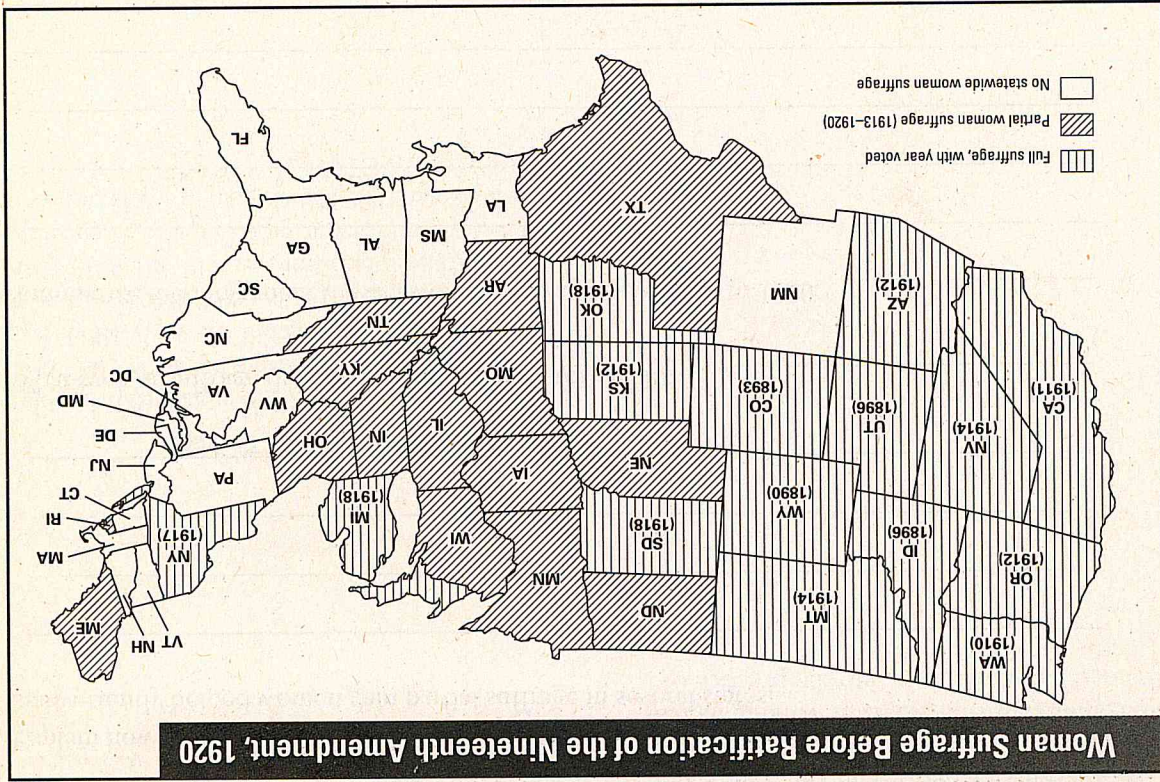 Woman Suffrage Before Ratification of the Nineteenth Amendment, 1920
WA
(1910)
OR
(1912)
CA
(1911)
NV
(1914)
ID
(1896)
MT
(1914)
WY
(1890)
UT
(1896)
AZ
(1912)
CO
(1893)
NM
ND
SD
(1918)
NE
KS
(1912)
OK
(1918)
TX
MN
IA
MO
AR
LA
WI
IL
MI
(1918)
IN
OH
KY
TN
MS
AL
GA
FL
SC
NC
VA
WV
PA
NY
(1917)
VT
NH
ME
MA
RI
CT
NJ
DE
MD
DC
Full suffrage, with year voted
Partial woman suffrage (1913–1920)
No statewide woman suffrage